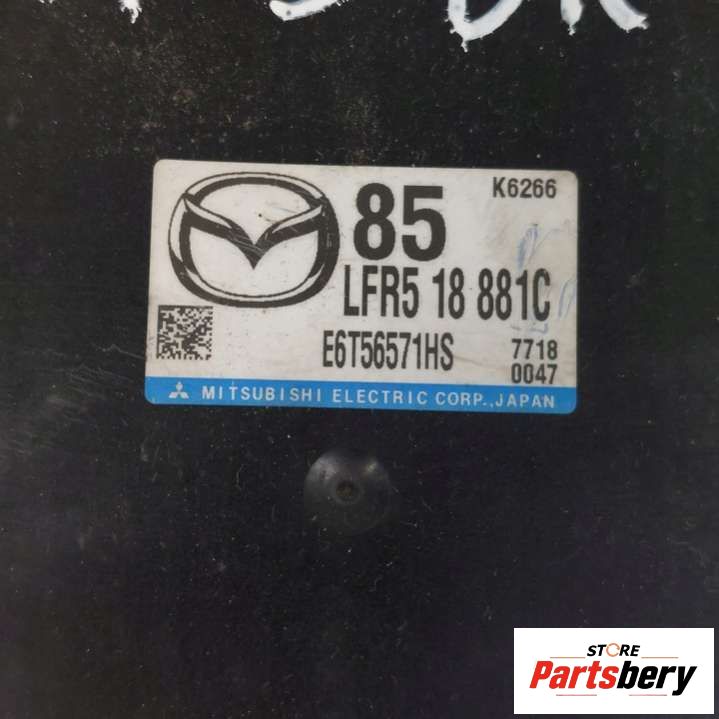 85
K6266
LFR5 18 881C
E6T56571HS
7718
0047
MITSUBISHI ELECTRIC CORP., JAPAN
STORE
Partsbery